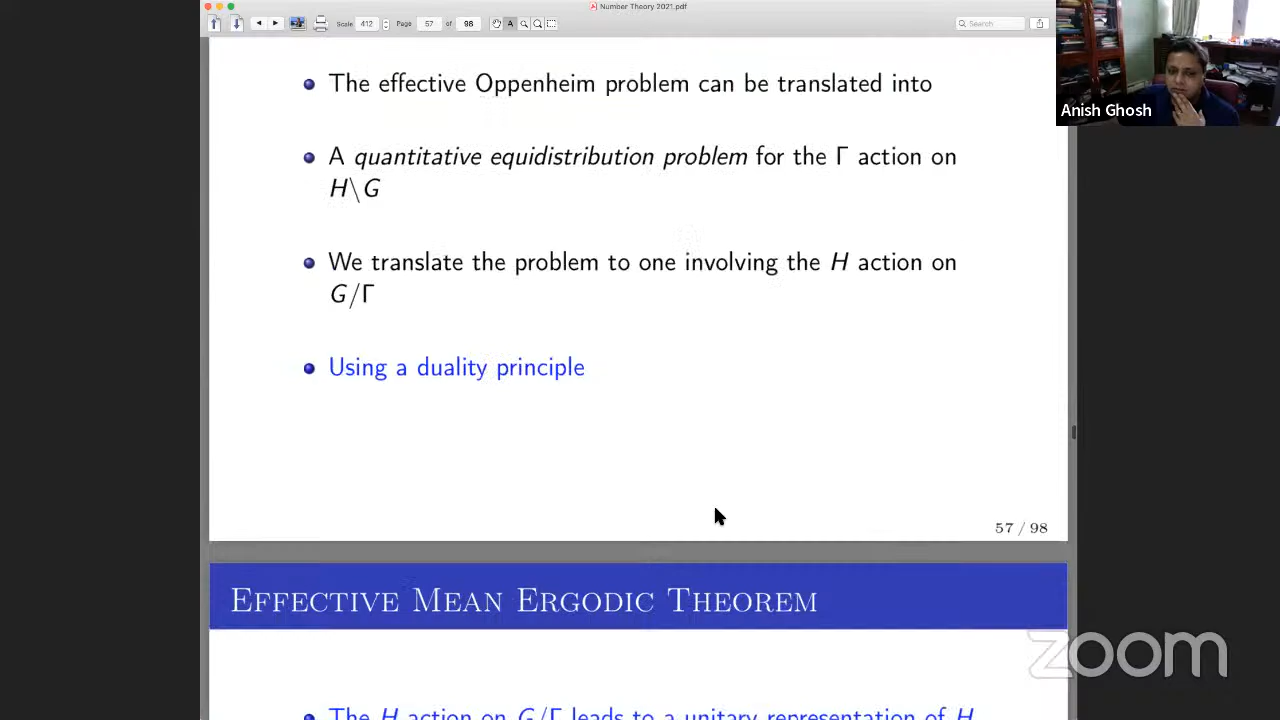 Number Theory 2021.pdf
Scale 412 Page 57 of 98 Search
Anish Ghosh
The effective Oppenheim problem can be translated into
A quantitative equidistribution problem for the Γ action on
H\G
We translate the problem to one involving the H action on
G/Γ
Using a duality principle
57 / 98
Effective Mean Ergodic Theorem
zoom
The H action on G/Γ leads to a unitary representation of H